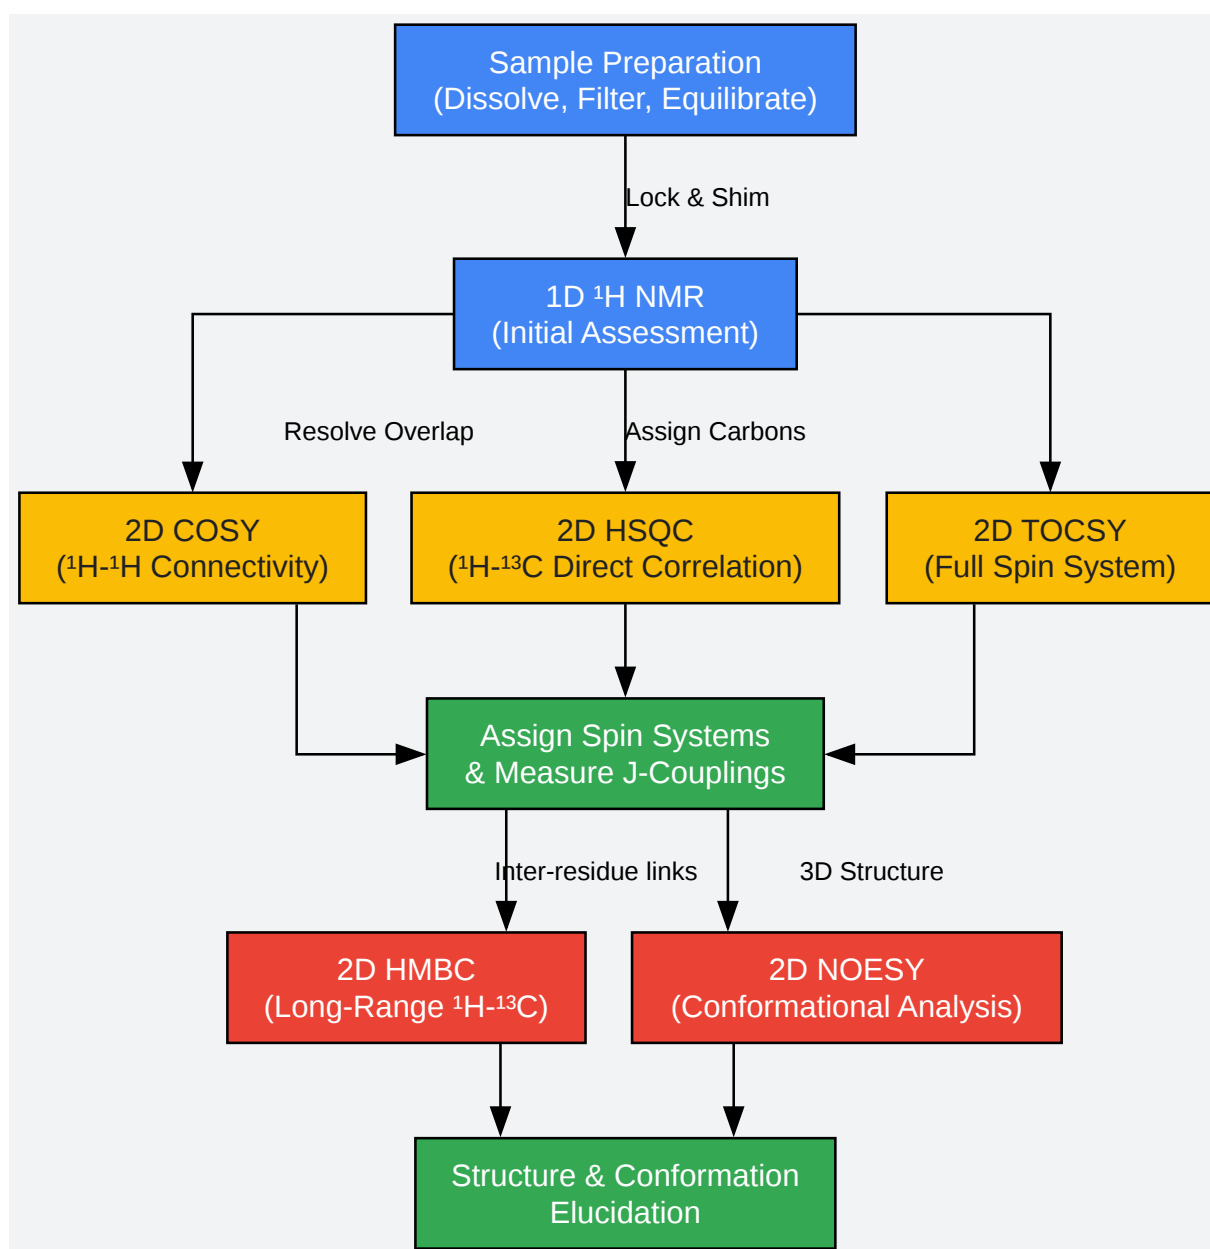 Sample Preparation
(Dissolve, Filter, Equilibrate)
Lock & Shim
1D ¹H NMR
(Initial Assessment)
Resolve Overlap
Assign Carbons
2D COSY
(¹H-¹H Connectivity)
2D HSQC
(¹H-¹³C Direct Correlation)
2D TOCSY
(Full Spin System)
Assign Spin Systems
& Measure J-Couplings
Inter-residue links
3D Structure
2D HMBC
(Long-Range ¹H-¹³C)
2D NOESY
(Conformational Analysis)
Structure & Conformation
Elucidation